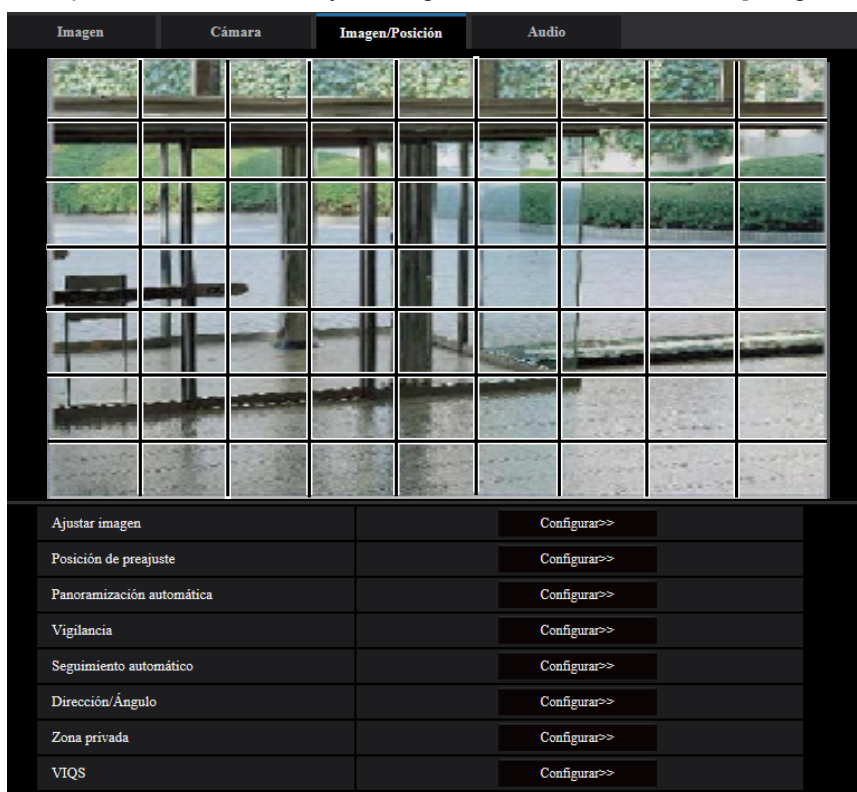 Imagen Cámara Imagen/Posición Audio
Ajustar imagen Configurar>>
Posición de preajuste Configurar>>
Panoramización automática Configurar>>
Vigilancia Configurar>>
Seguimiento automático Configurar>>
Dirección/Ángulo Configurar>>
Zona privada Configurar>>
VIQS Configurar>>